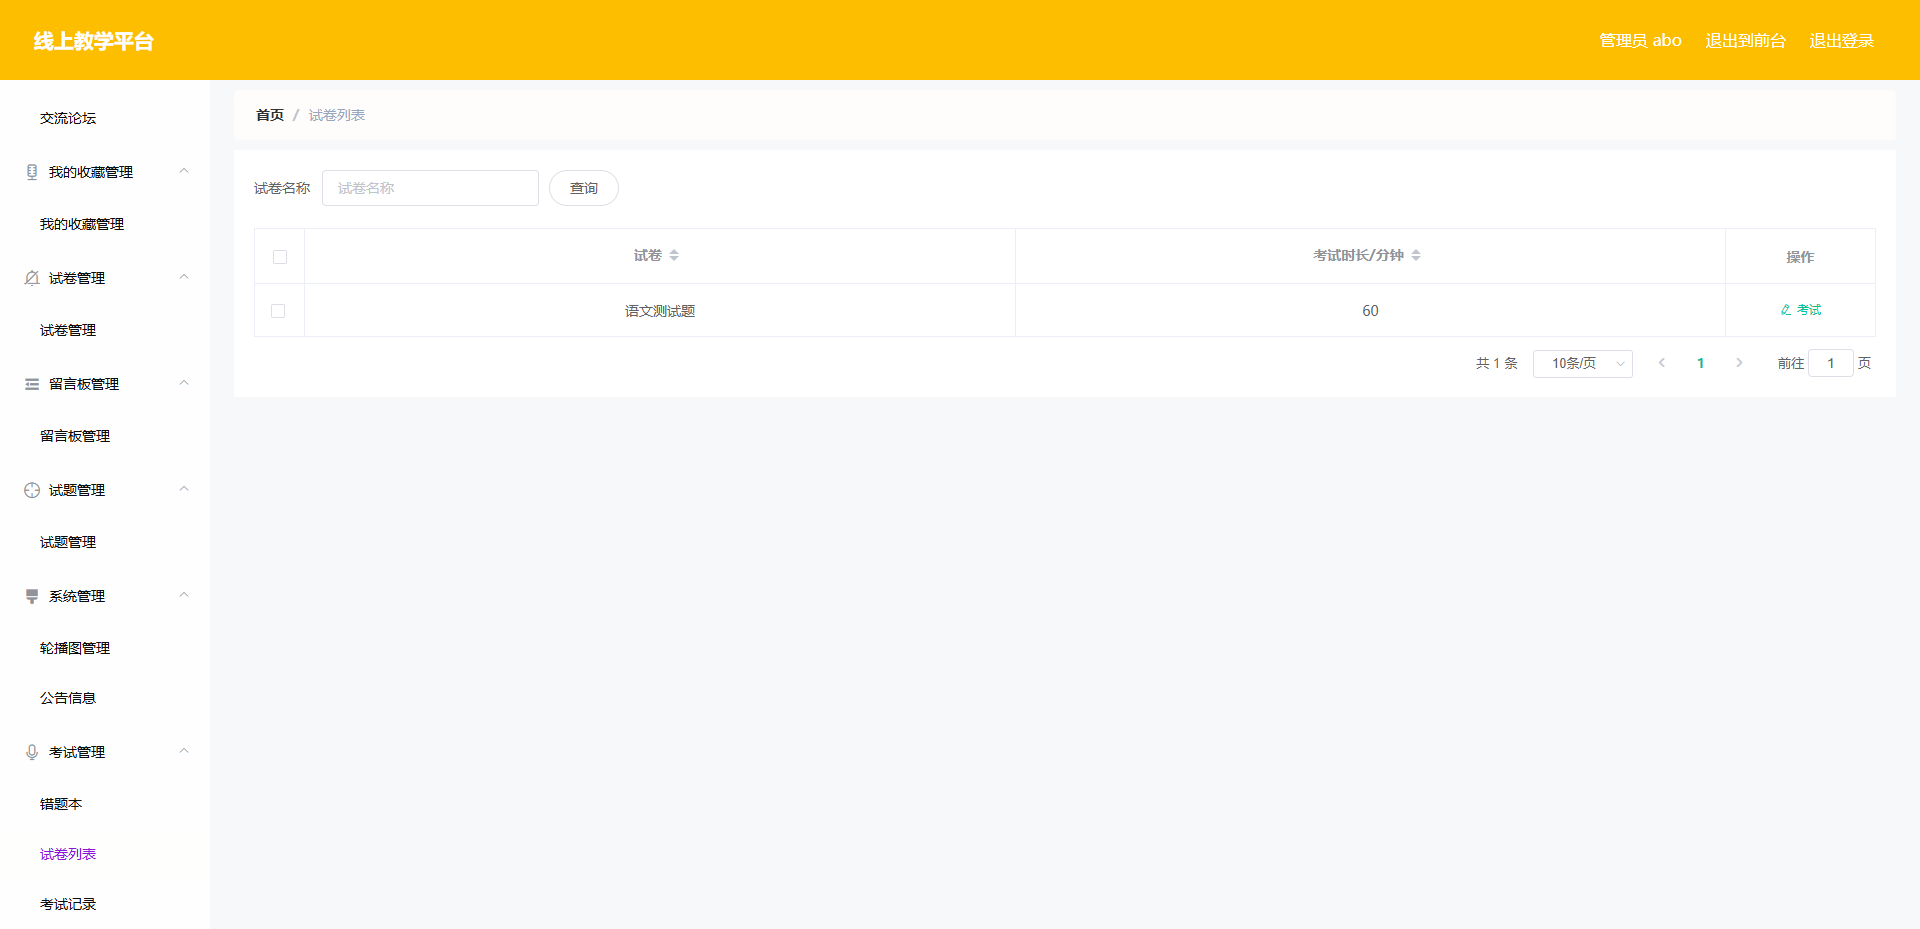 线上教学平台
管理员 abo 退出到前台 退出登录
交流论坛
我的收藏管理
我的收藏管理
试卷管理
试卷管理
留言板管理
留言板管理
试题管理
试题管理
系统管理
轮播图管理
公告信息
考试管理
错题本
试卷列表
考试记录
首页 / 试卷列表
试卷名称 试卷名称 查询
试卷 考试时长/分钟 操作
语文测试题 60 考试
共 1 条 10条/页 1 前往 1 页